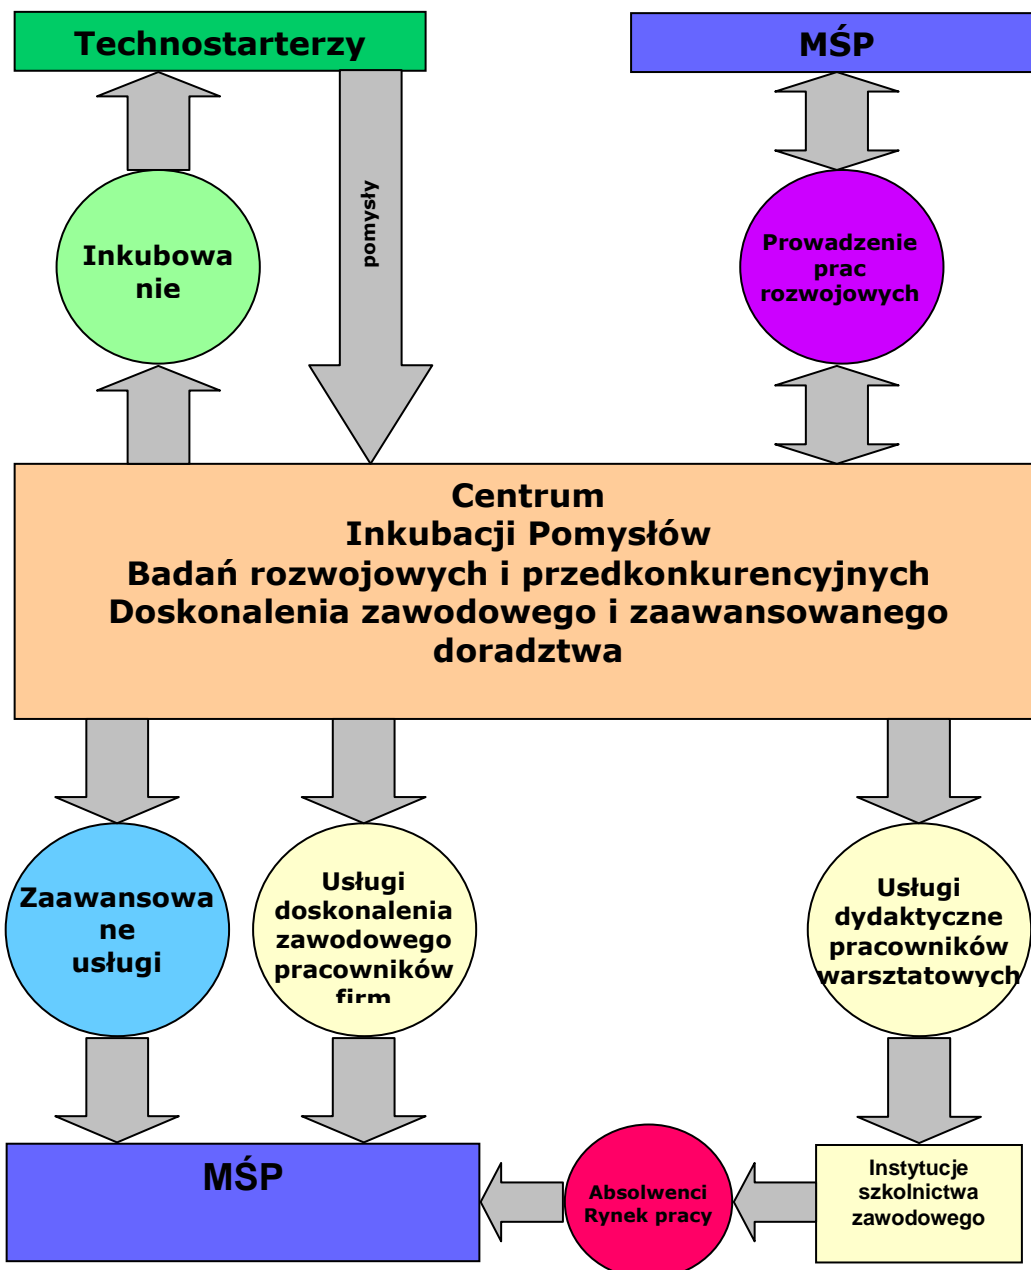 Technostarterzy
MŚP
pomysły
Inkubowa
nie
Prowadzenie
prac
rozwojowych
Centrum
Inkubacji Pomysłów
Badań rozwojowych i przedkonkurencyjnych
Doskonalenia zawodowego i zaawansowanego
doradztwa
Zaawansowa
ne
usługi
Usługi
doskonalenia
zawodowego
pracowników
firm
Usługi
dydaktyczne
pracowników
warsztatowych
MŚP
Absolwenci
Rynek pracy
Instytucje
szkolnictwa
zawodowego